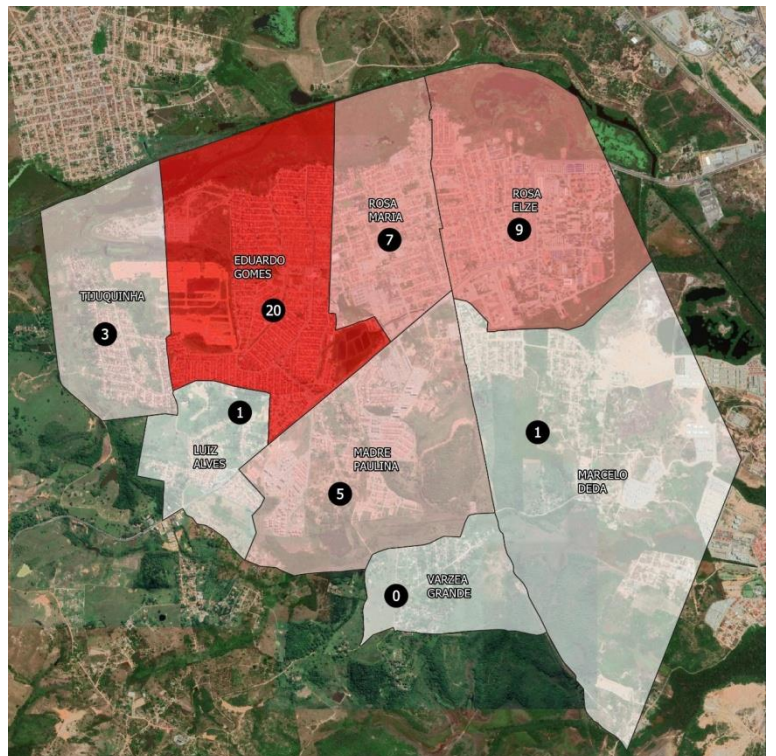 ROSA
MARIA
7
ROSA
ELZE
9
EDUARDO
GOMES
20
TIJUQUINHA
3
1
LUIZ
ALVES
MADRE
PAULINA
5
1
MARCELO
DEDA
VARZEA
GRANDE
0